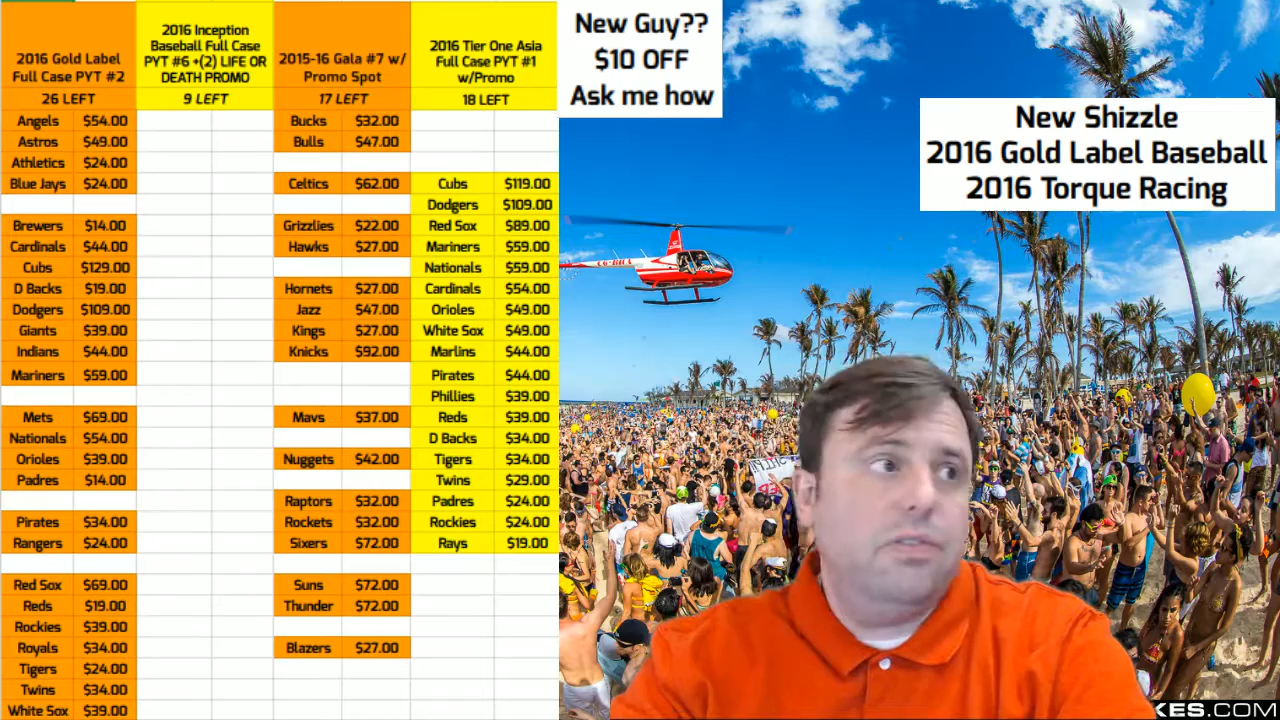 2016 Gold Label
Full Case PYT #2
26 LEFT
Angels $54.00
Astros $49.00
Athletics $24.00
Blue Jays $24.00
Brewers $14.00
Cardinals $44.00
Cubs $129.00
D Backs $19.00
Dodgers $109.00
Giants $39.00
Indians $44.00
Mariners $59.00
Mets $69.00
Nationals $54.00
Orioles $39.00
Padres $14.00
Pirates $34.00
Rangers $24.00
Red Sox $69.00
Reds $19.00
Rockies $39.00
Royals $34.00
Tigers $24.00
Twins $34.00
White Sox $39.00
2016 Inception
Baseball Full Case
PYT #6 +(2) LIFE OR
DEATH PROMO
9 LEFT
2015-16 Gala #7 w/
Promo Spot
17 LEFT
Bucks $32.00
Bulls $47.00
Celtics $62.00
Grizzlies $22.00
Hawks $27.00
Hornets $27.00
Jazz $47.00
Kings $27.00
Knicks $92.00
Mavs $37.00
Nuggets $42.00
Raptors $32.00
Rockets $32.00
Sixers $72.00
Suns $72.00
Thunder $72.00
Blazers $27.00
2016 Tier One Asia
Full Case PYT #1
w/Promo
18 LEFT
Cubs $119.00
Dodgers $109.00
Red Sox $89.00
Mariners $59.00
Nationals $59.00
Cardinals $54.00
Orioles $49.00
White Sox $49.00
Marlins $44.00
Pirates $44.00
Phillies $39.00
Reds $39.00
D Backs $34.00
Tigers $34.00
Twins $29.00
Padres $24.00
Rockies $24.00
Rays $19.00
New Guy??
$10 OFF
Ask me how
New Shizzle
2016 Gold Label Baseball
2016 Torque Racing
KES.COM